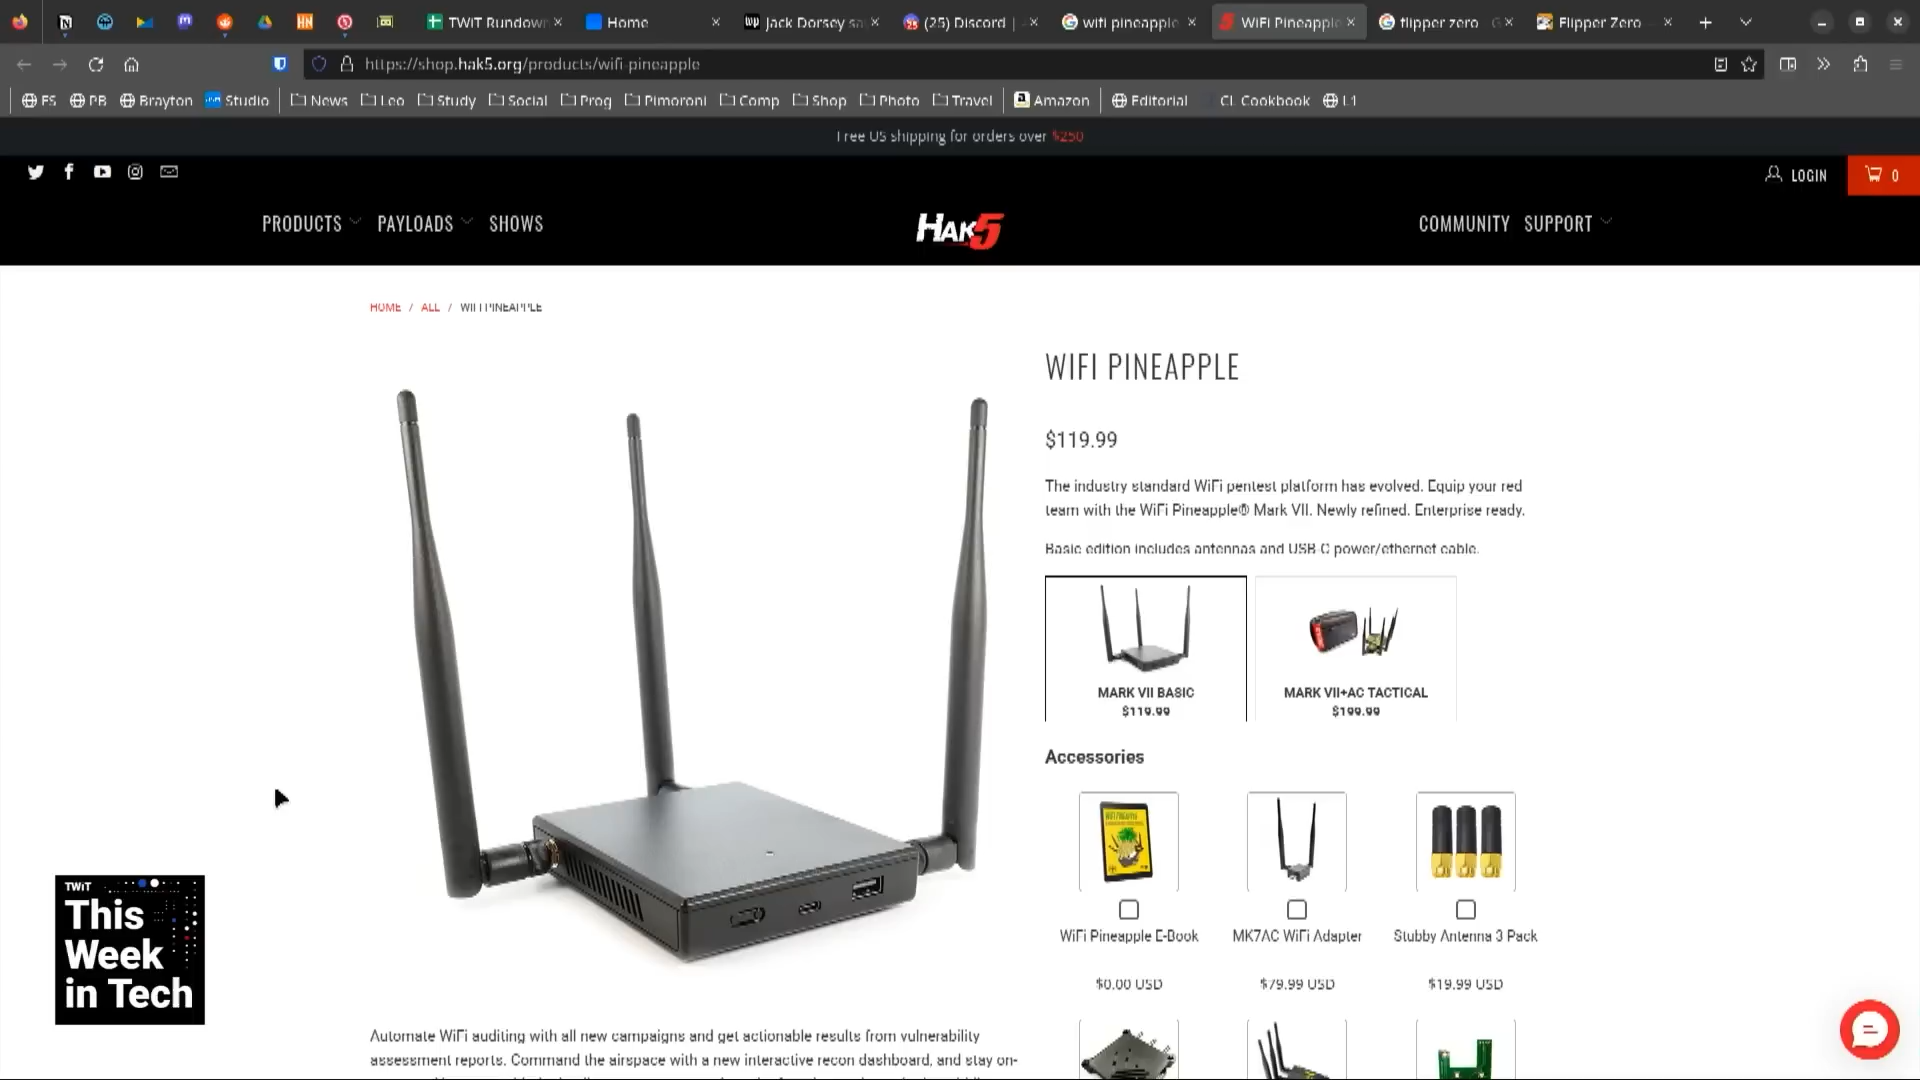 TWiT Rundown
Home
Jack Dorsey sa
(25) Discord |
wifi pineapple
WiFi Pineapple
flipper zero
Flipper Zero
https://shop.hak5.org/products/wifi-pineapple
FS
PB
Brayton
Studio
News
Leo
Study
Social
Prog
Pimoroni
Comp
Shop
Photo
Travel
Amazon
Editorial
CL Cookbook
L1
Free US shipping for orders over $250
LOGIN
0
PRODUCTS
PAYLOADS
SHOWS
HAK5
COMMUNITY
SUPPORT
HOME / ALL / WIFI PINEAPPLE
WIFI PINEAPPLE
$119.99
The industry standard WiFi pentest platform has evolved. Equip your red
team with the WiFi Pineapple® Mark VII. Newly refined. Enterprise ready.
Basic edition includes antennas and USB-C power/ethernet cable.
MARK VII BASIC
$119.99
MARK VII+AC TACTICAL
$199.99
Accessories
WiFi Pineapple E-Book
MK7AC WiFi Adapter
Stubby Antenna 3 Pack
$0.00 USD
$79.99 USD
$19.99 USD
TWiT
This
Week
in Tech
Automate WiFi auditing with all new campaigns and get actionable results from vulnerability
assessment reports. Command the airspace with a new interactive recon dashboard, and stay on-